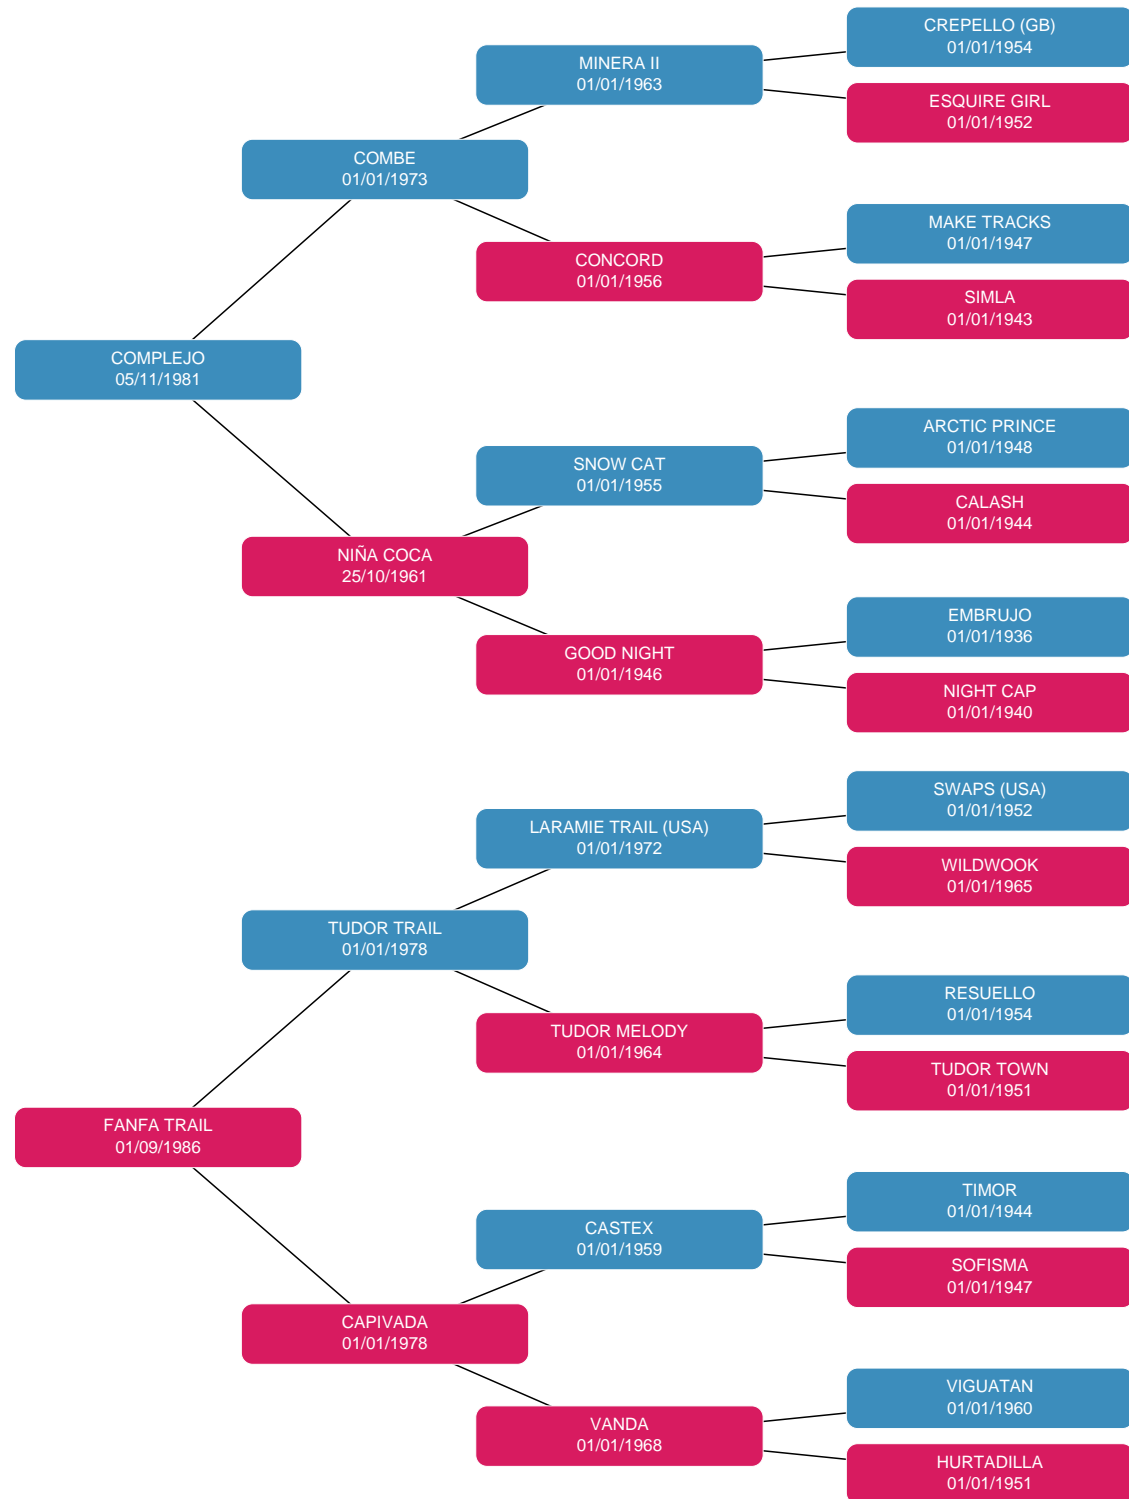 CREPELLO (GB)
01/01/1954
MINERA II
01/01/1963
ESQUIRE GIRL
01/01/1952
COMBE
01/01/1973
MAKE TRACKS
01/01/1947
CONCORD
01/01/1956
SIMLA
01/01/1943
COMPLEJO
05/11/1981
ARCTIC PRINCE
01/01/1948
SNOW CAT
01/01/1955
CALASH
01/01/1944
NIÑA COCA
25/10/1961
EMBRUJO
01/01/1936
GOOD NIGHT
01/01/1946
NIGHT CAP
01/01/1940
SWAPS (USA)
01/01/1952
LARAMIE TRAIL (USA)
01/01/1972
WILDWOOK
01/01/1965
TUDOR TRAIL
01/01/1978
RESUELLO
01/01/1954
TUDOR MELODY
01/01/1964
TUDOR TOWN
01/01/1951
FANFA TRAIL
01/09/1986
TIMOR
01/01/1944
CASTEX
01/01/1959
SOFISMA
01/01/1947
CAPIVADA
01/01/1978
VIGUATAN
01/01/1960
VANDA
01/01/1968
HURTADILLA
01/01/1951